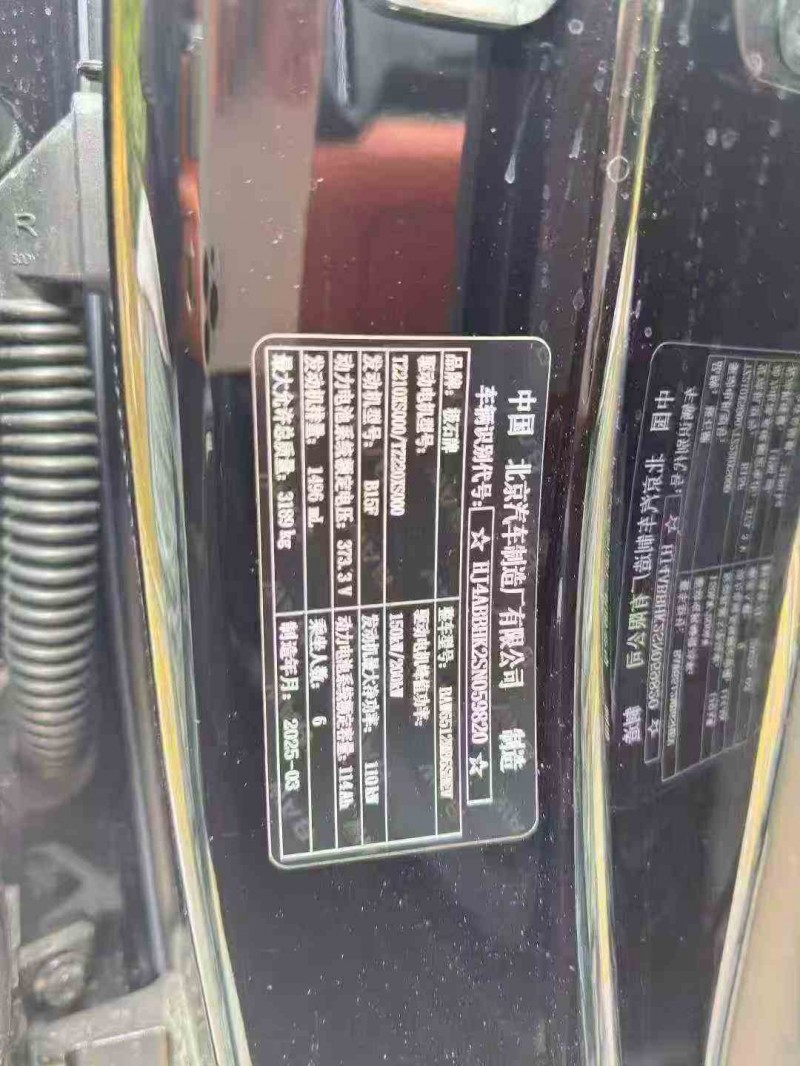 中国 北京汽车制造厂有限公司 制造
车辆识别代号: ☆ HJ4ABBHK2SN059820 ☆
品牌: 极石牌 整车型号:
驱动电机型号: 驱动电机峰值功率:
TZ210XS000/TZ220XS000 150kW/200kW
发动机型号: B15F 发动机最大净功率: 110kW
动力电池系统额定电压: 373.3 V 动力电池系统额定容量: 114Ah
发动机排量: 1496 mL 乘坐人数: 6
最大允许总质量: 3189 kg 制造年月: 2025-03
R